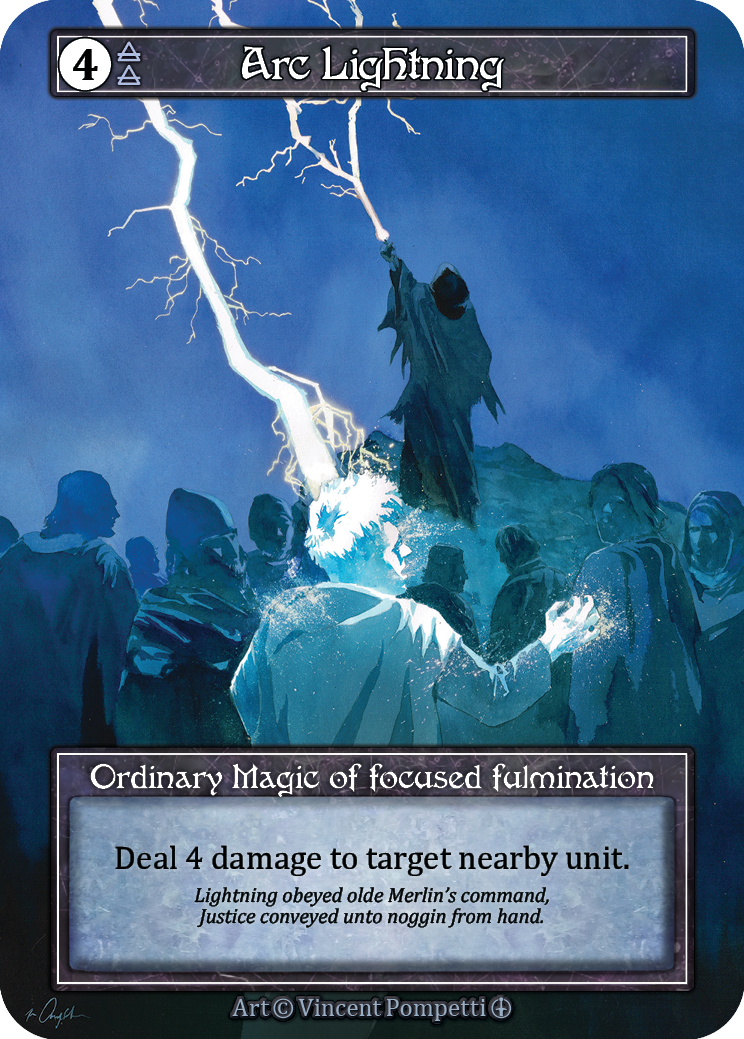 4 Arc Lightning
Ordinary Magic of focused fulmination
Deal 4 damage to target nearby unit.
Lightning obeyed olde Merlin's command,
Justice conveyed unto noggin from hand.
Art © Vincent Pompetti